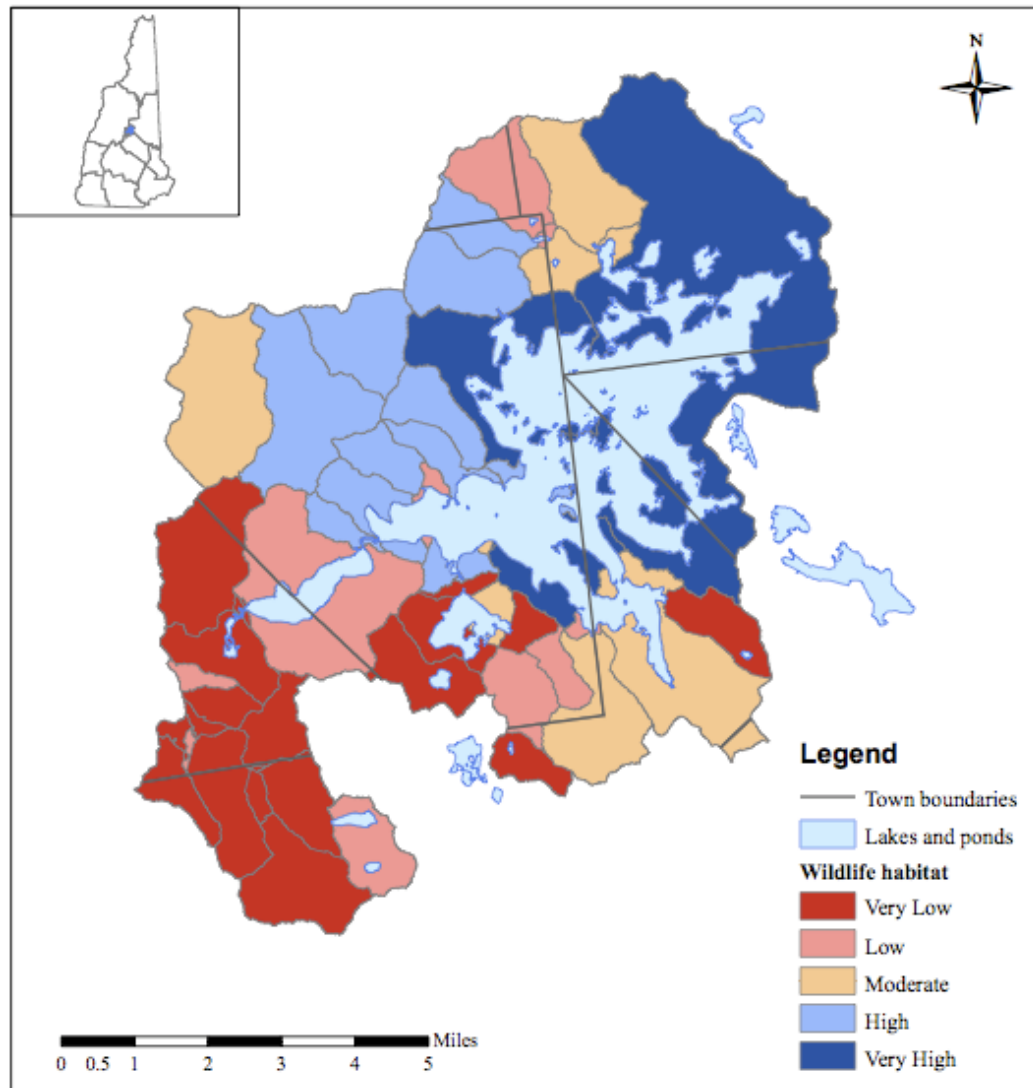 N
Legend
Town boundaries
Lakes and ponds
Wildlife habitat
Very Low
Low
Moderate
High
Very High
Miles
0 0.5 1 2 3 4 5